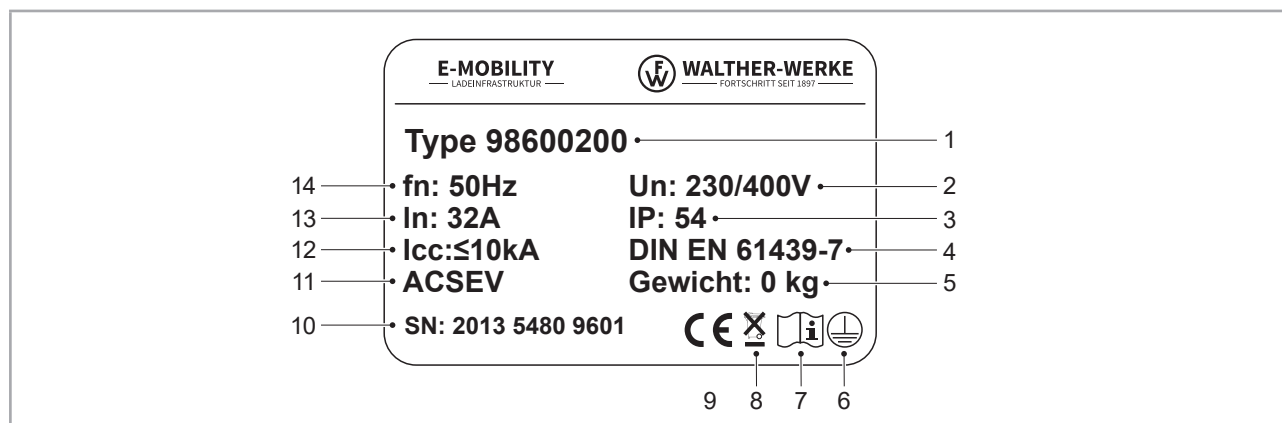 E-MOBILITY
LADEINFRASTRUKTUR
FW WALTHER-WERKE
FORTSCHRITT SEIT 1897
Type 98600200 1
14 fn: 50Hz Un: 230/400V 2
13 In: 32A IP: 54 3
12 Icc:≤10kA DIN EN 61439-7 4
11 ACSEV Gewicht: 0 kg 5
10 SN: 2013 5480 9601 CE i
9 8 7 6